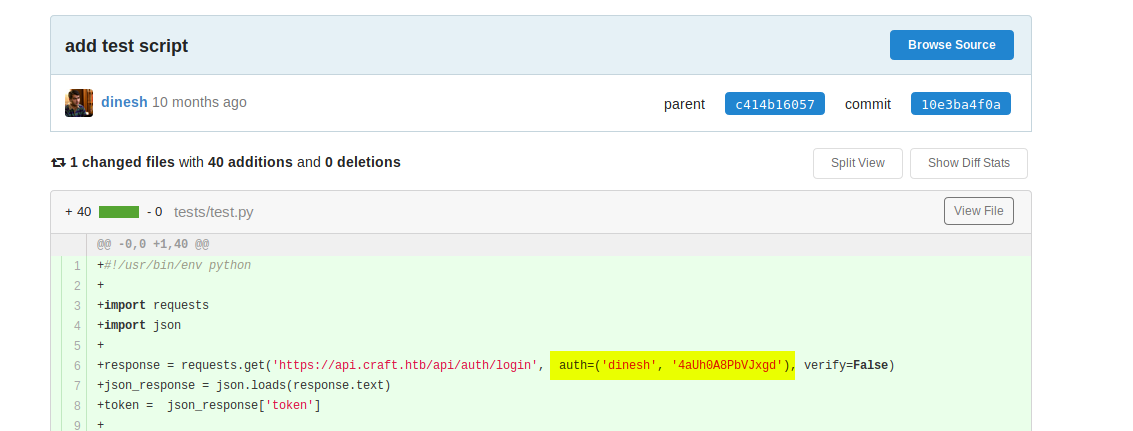 add test script
Browse Source
dinesh 10 months ago
parent c414b16057 commit 10e3ba4f0a
1 changed files with 40 additions and 0 deletions
Split View
Show Diff Stats
+ 40 - 0 tests/test.py
View File
@@ -0,0 +1,40 @@
1 +#!/usr/bin/env python
2 +
3 +import requests
4 +import json
5 +
6 +response = requests.get('https://api.craft.htb/api/auth/login', auth=('dinesh', '4aUh0A8PbVJxgd'), verify=False)
7 +json_response = json.loads(response.text)
8 +token =  json_response['token']
9 +